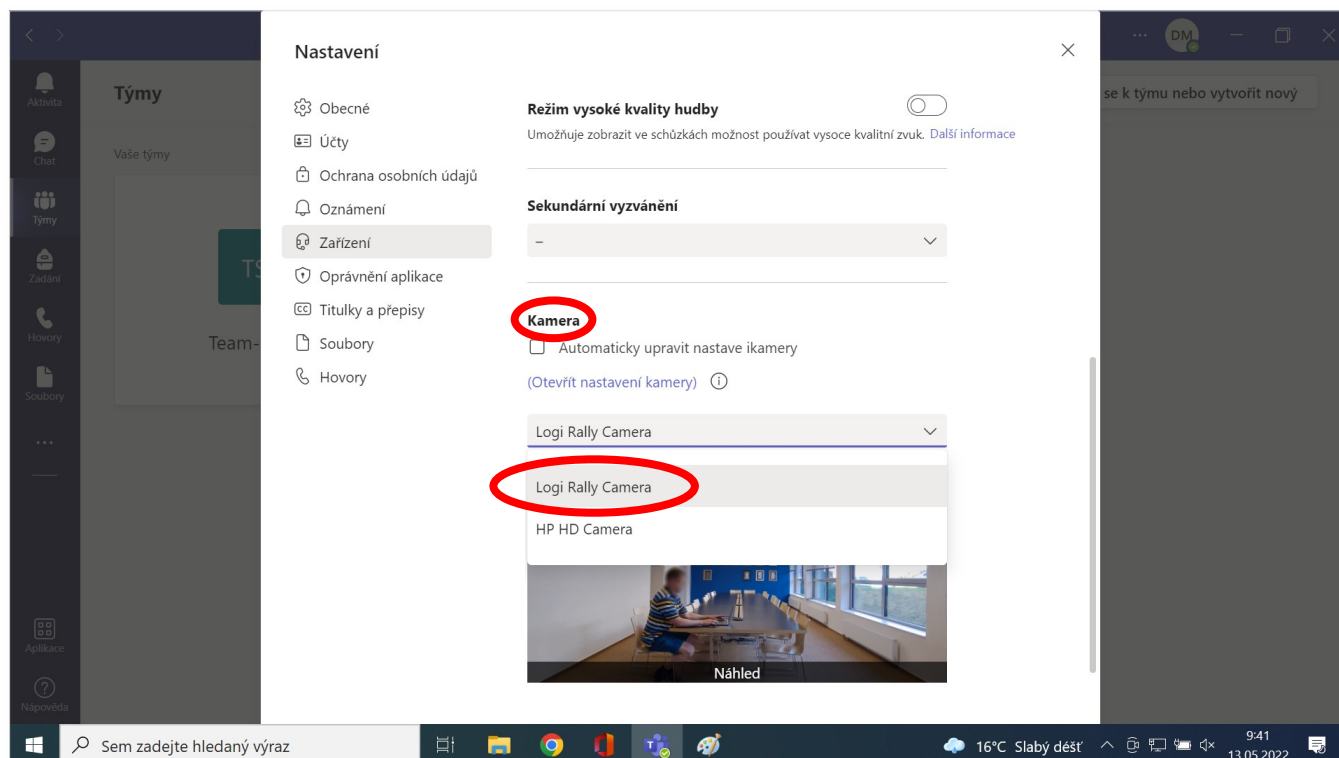 DM
Nastavení
Aktivita
Týmy
se k týmu nebo vytvořit nový
Chat
Vaše týmy
Týmy
Zadání
TS
Hovory
Team-
Soubory
Aplikace
Nápověda
Obecné
Účty
Ochrana osobních údajů
Oznámení
Zařízení
Oprávnění aplikace
CC Titulky a přepisy
Soubory
Hovory
Režim vysoké kvality hudby
Umožňuje zobrazit ve schůzkách možnost používat vysoce kvalitní zvuk. Další informace
Sekundární vyzvánění
–
Kamera
Automaticky upravit nastave ikamery
(Otevřít nastavení kamery)
Logi Rally Camera
Logi Rally Camera
HP HD Camera
Náhled
Sem zadejte hledaný výraz
16°C Slabý déšť
9:41
13.05.2022